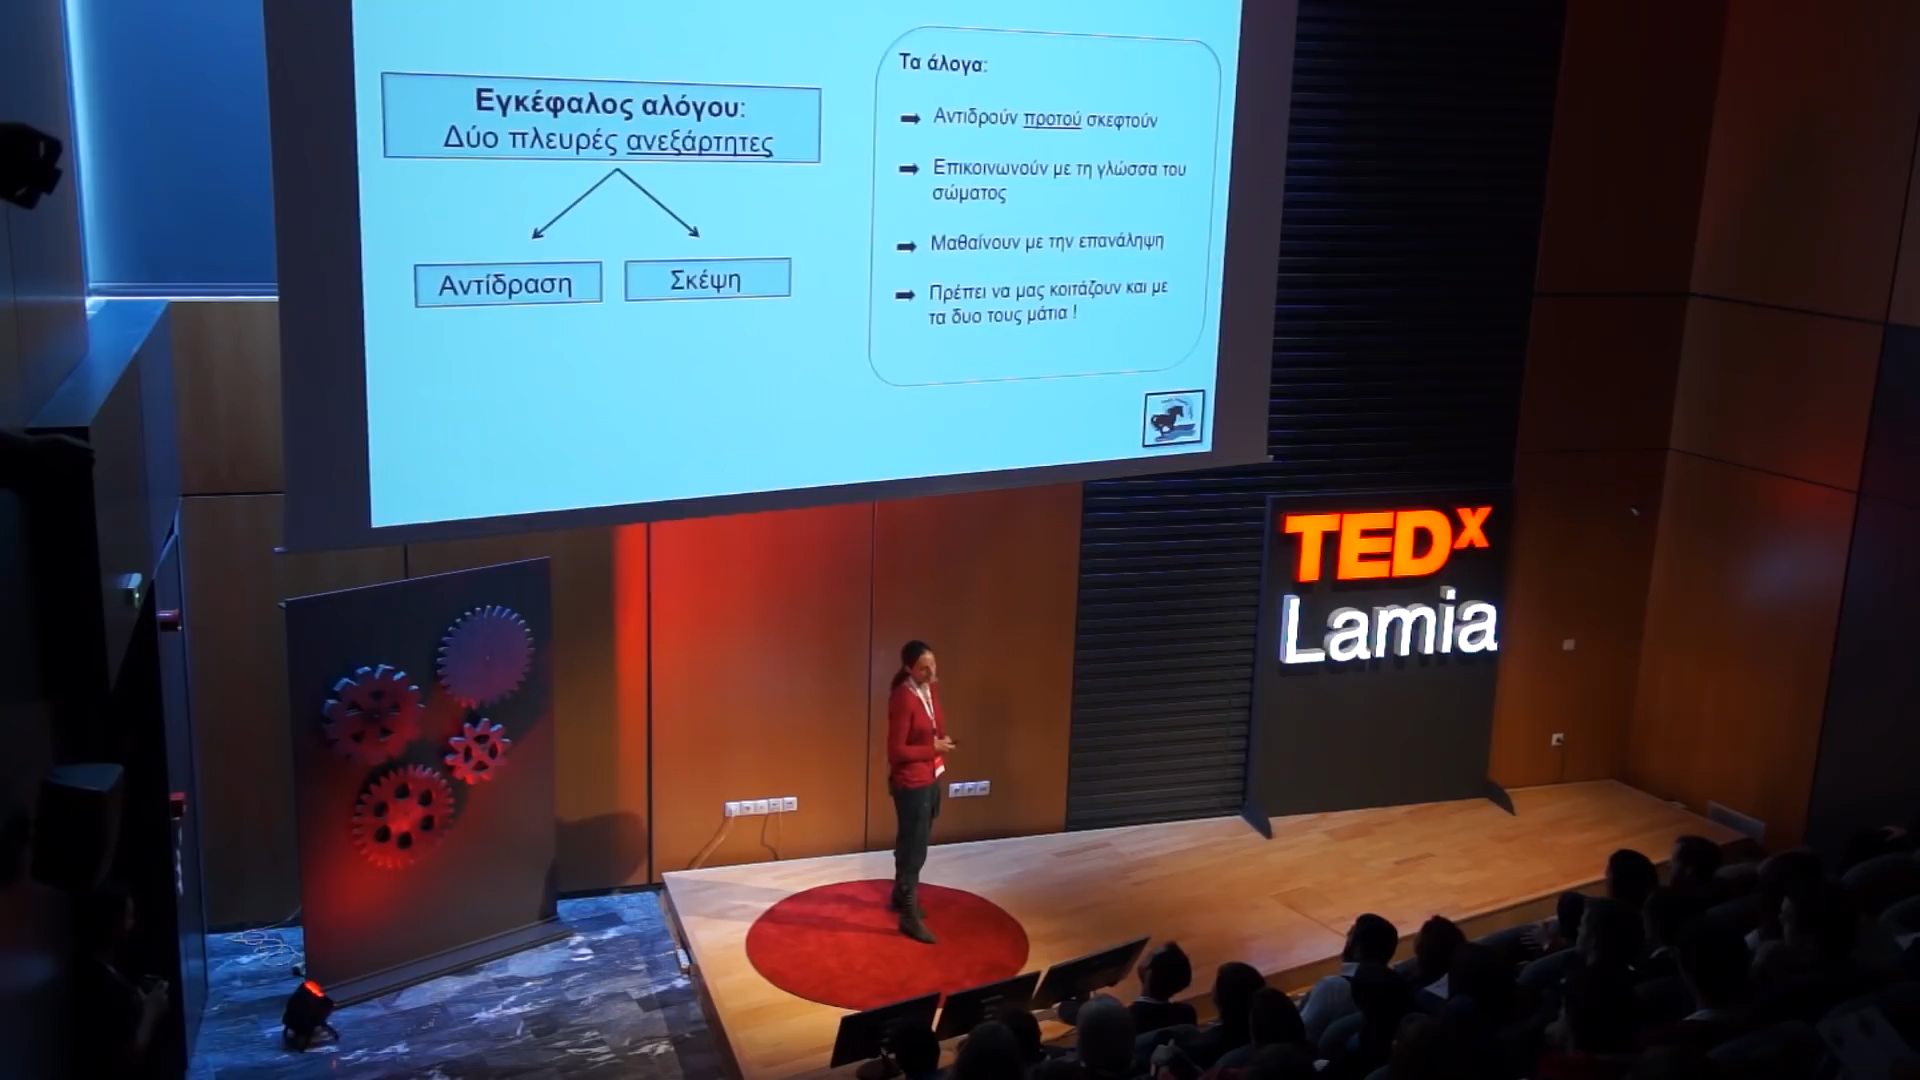 Εγκέφαλος αλόγου:
Δύο πλευρές ανεξάρτητες
Αντίδραση
Σκέψη
Τα άλογα:
Αντιδρούν προτού σκεφτούν
Επικοινωνούν με τη γλώσσα του
σώματος
Μαθαίνουν με την επανάληψη
Πρέπει να μας κοιτάζουν και με
τα δυο τους μάτια !
TEDx
Lamia